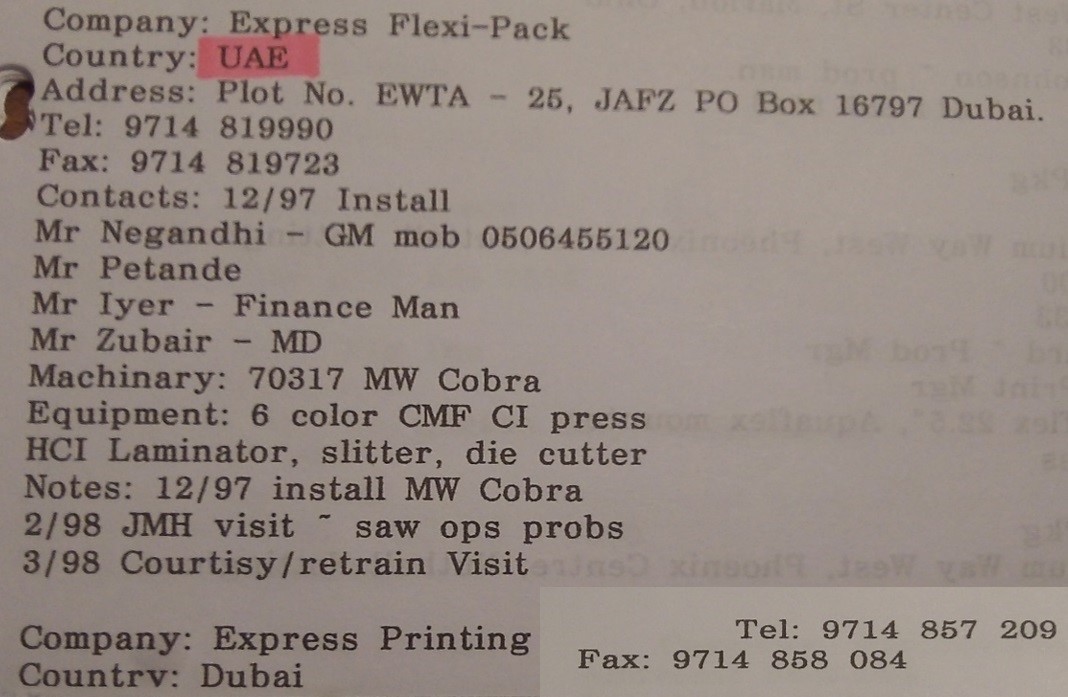 Company: Express Flexi-Pack
Country: UAE
Address: Plot No. EWTA - 25, JAFZ PO Box 16797 Dubai.
Tel: 9714 819990
Fax: 9714 819723
Contacts: 12/97 Install
Mr Negandhi - GM mob 0506455120
Mr Petande
Mr Iyer - Finance Man
Mr Zubair - MD
Machinary: 70317 MW Cobra
Equipment: 6 color CMF CI press
HCI Laminator, slitter, die cutter
Notes: 12/97 install MW Cobra
2/98 JMH visit ~ saw ops probs
3/98 Courtisy/retrain Visit
Company: Express Printing
Country: Dubai
Tel: 9714 857 209
Fax: 9714 858 084